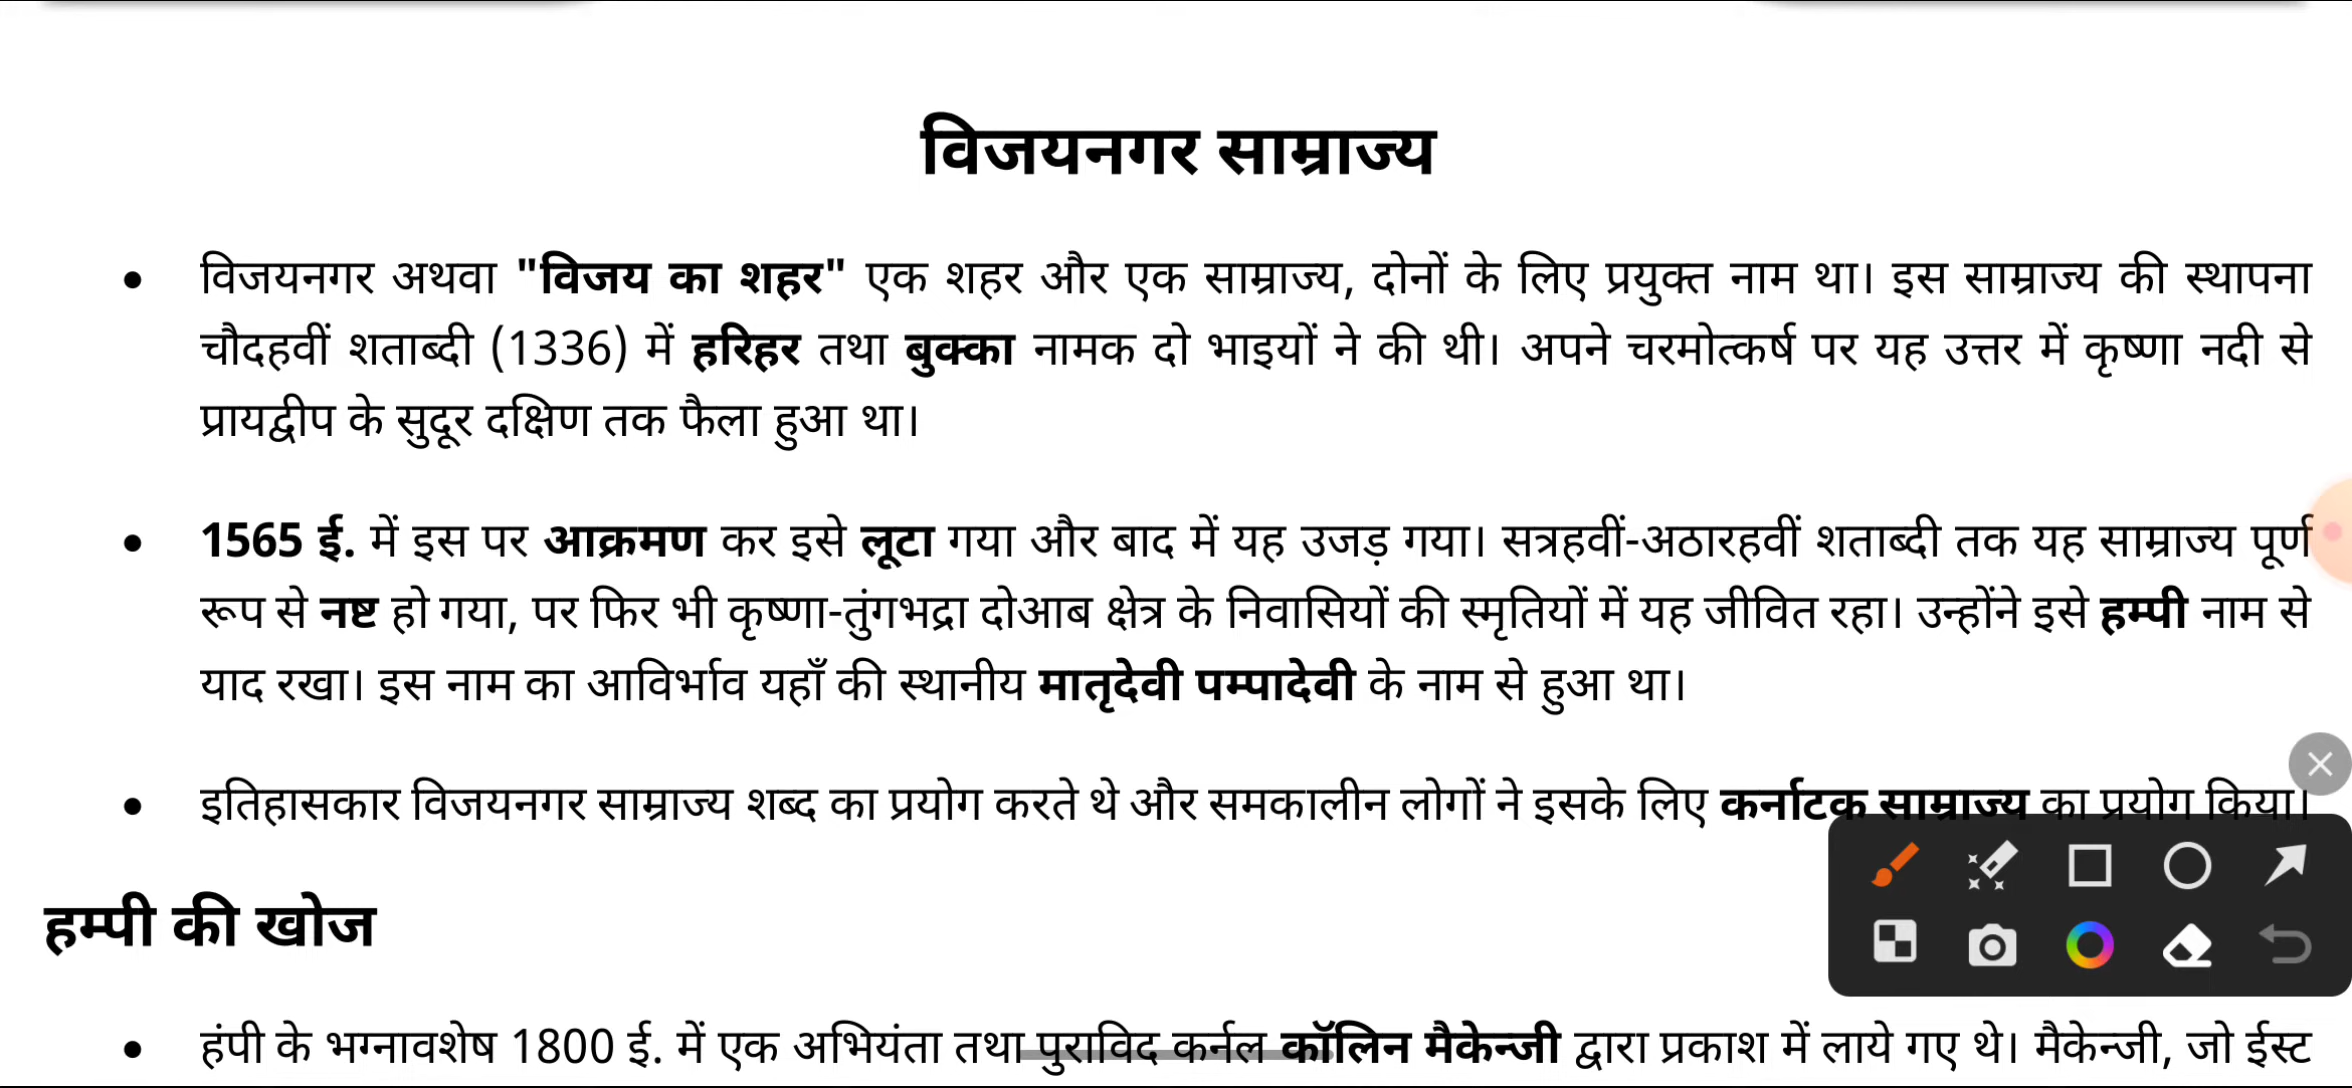 विजयनगर साम्राज्य
• विजयनगर अथवा "विजय का शहर" एक शहर और एक साम्राज्य, दोनों के लिए प्रयुक्त नाम था। इस साम्राज्य की स्थापना
चौदहवीं शताब्दी (1336) में हरिहर तथा बुक्का नामक दो भाइयों ने की थी। अपने चरमोत्कर्ष पर यह उत्तर में कृष्णा नदी से
प्रायद्वीप के सुदूर दक्षिण तक फैला हुआ था।
• 1565 ई. में इस पर आक्रमण कर इसे लूटा गया और बाद में यह उजड़ गया। सत्रहवीं-अठारहवीं शताब्दी तक यह साम्राज्य पूर्ण
रूप से नष्ट हो गया, पर फिर भी कृष्णा-तुंगभद्रा दोआब क्षेत्र के निवासियों की स्मृतियों में यह जीवित रहा। उन्होंने इसे हम्पी नाम से
याद रखा। इस नाम का आविर्भाव यहाँ की स्थानीय मातृदेवी पम्पादेवी के नाम से हुआ था।
• इतिहासकार विजयनगर साम्राज्य शब्द का प्रयोग करते थे और समकालीन लोगों ने इसके लिए कर्नाटक साम्राज्य का प्रयोग किया।
हम्पी की खोज
• हंपी के भग्नावशेष 1800 ई. में एक अभियंता तथा पुराविद कर्नल कॉलिन मैकेन्जी द्वारा प्रकाश में लाये गए थे। मैकेन्जी, जो ईस्ट